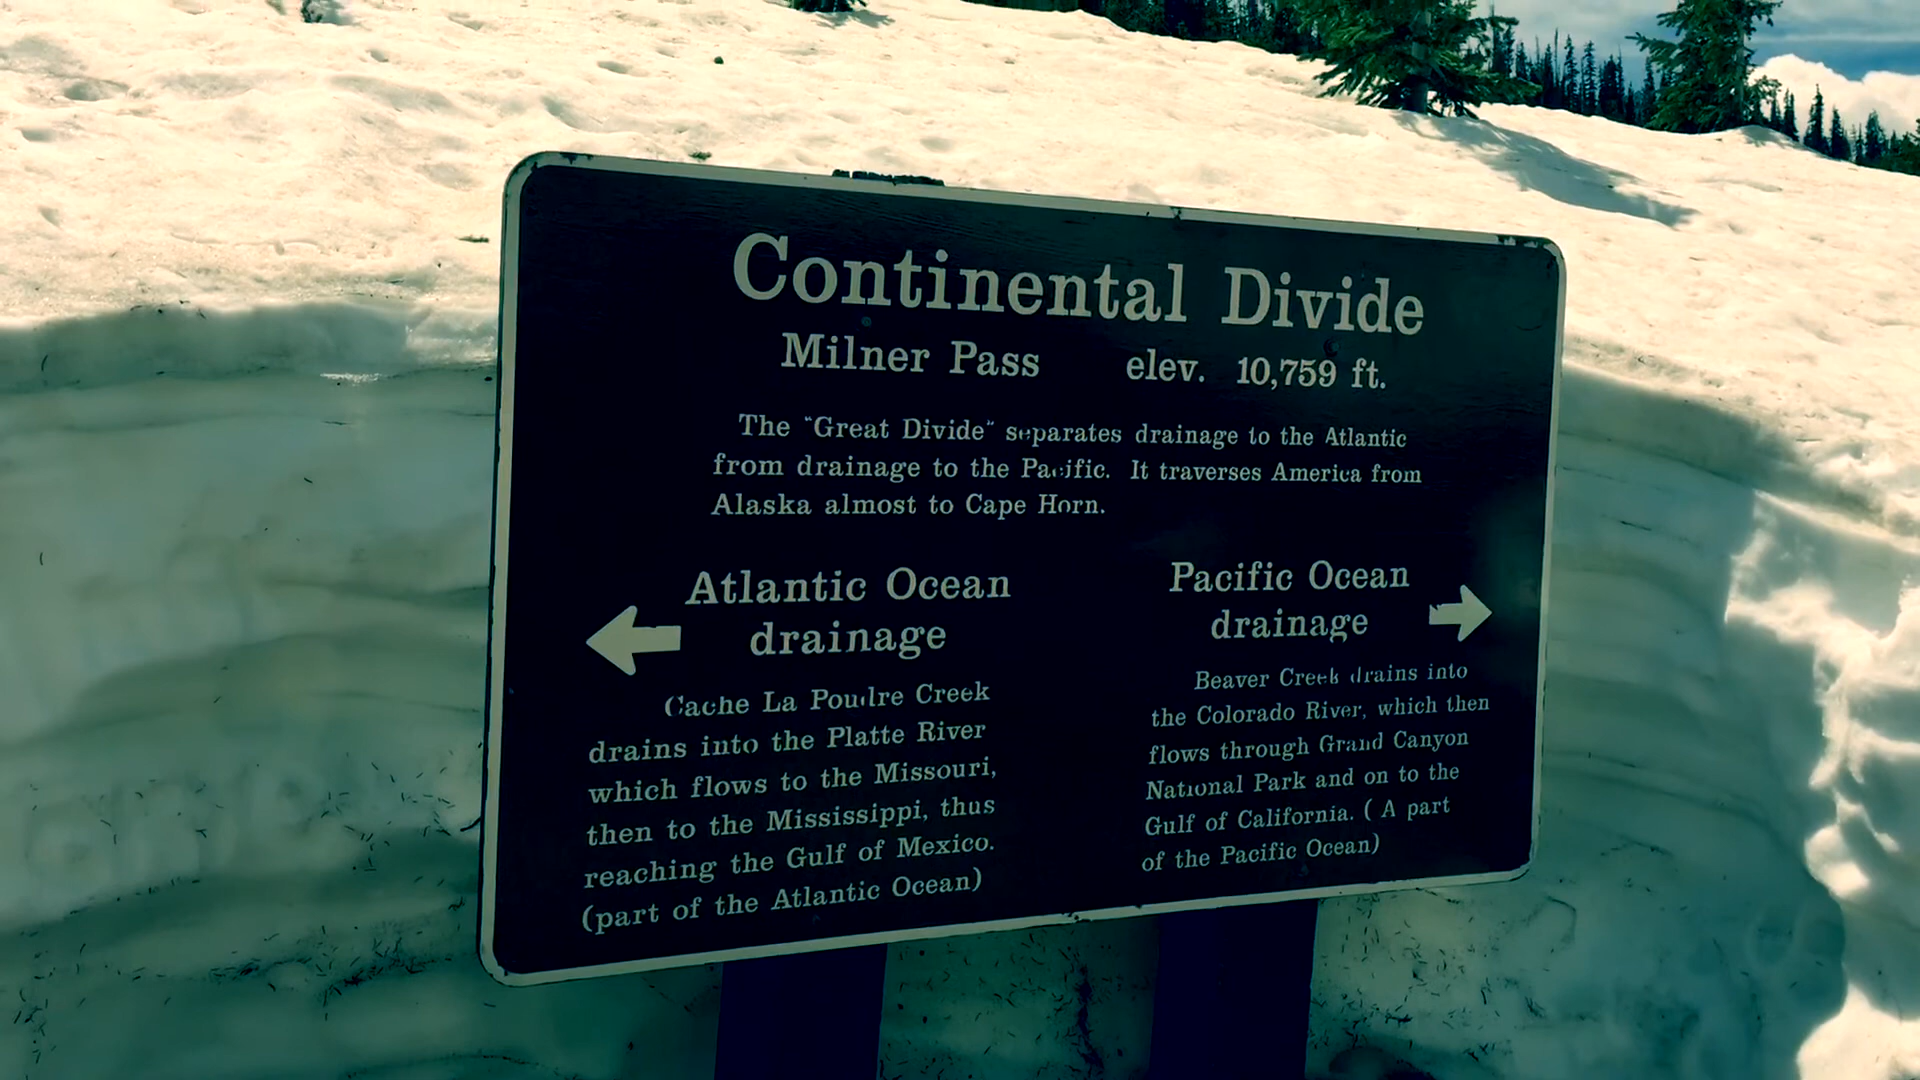 Continental Divide
Milner Pass elev. 10,759 ft.
The "Great Divide" separates drainage to the Atlantic
from drainage to the Pacific. It traverses America from
Alaska almost to Cape Horn.
Atlantic Ocean
drainage
Cache La Poudre Creek
drains into the Platte River
which flows to the Missouri,
then to the Mississippi, thus
reaching the Gulf of Mexico.
(part of the Atlantic Ocean)
Pacific Ocean
drainage
Beaver Creek drains into
the Colorado River, which then
flows through Grand Canyon
National Park and on to the
Gulf of California. ( A part
of the Pacific Ocean)